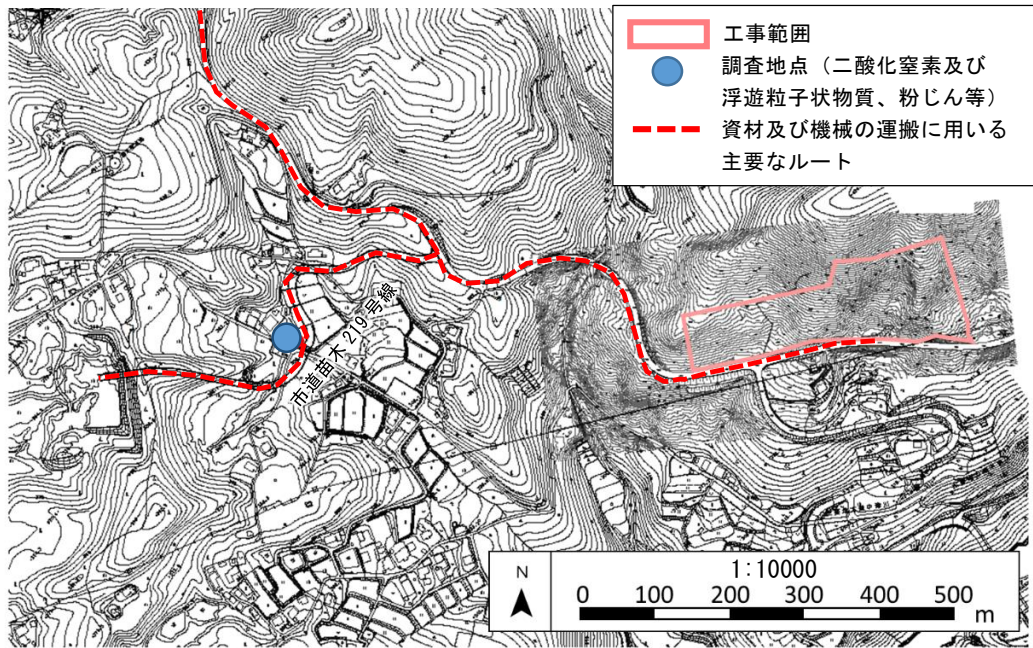 工事範囲
調査地点（二酸化窒素及び
浮遊粒子状物質、粉じん等）
資材及び機械の運搬に用いる
主要なルート
市道苗木219号線
N
1:10000
0 100 200 300 400 500
m